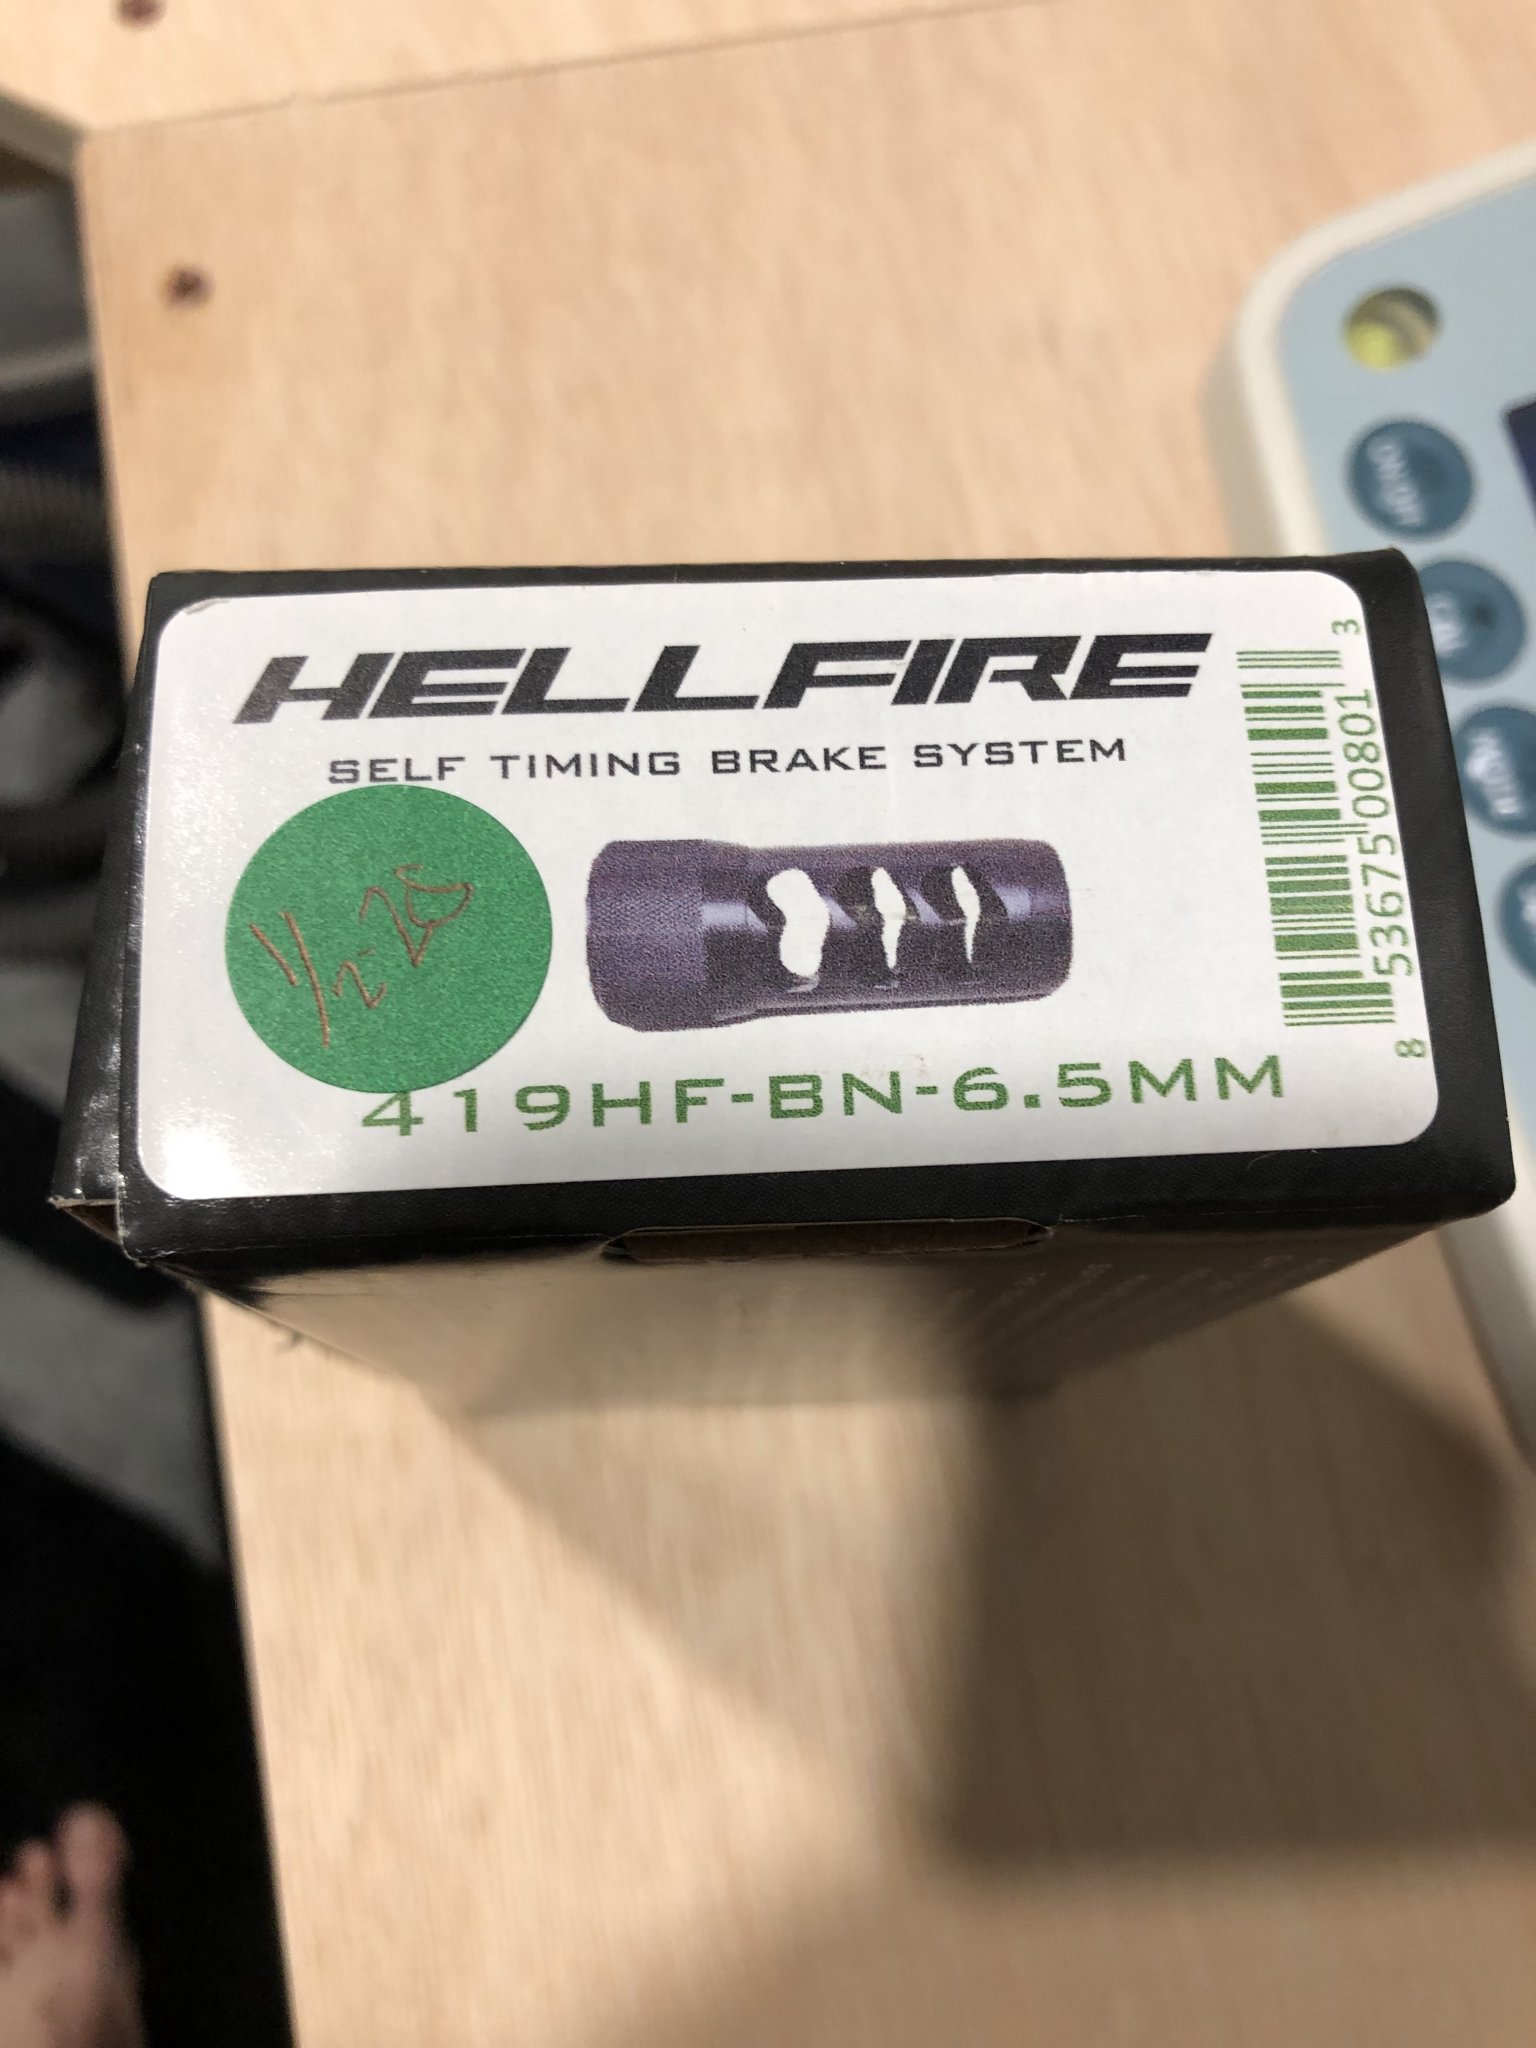 HELLFIRE
SELF TIMING BRAKE SYSTEM
1/2-28
419HF-BN-6.5MM
8 53675 00801 3